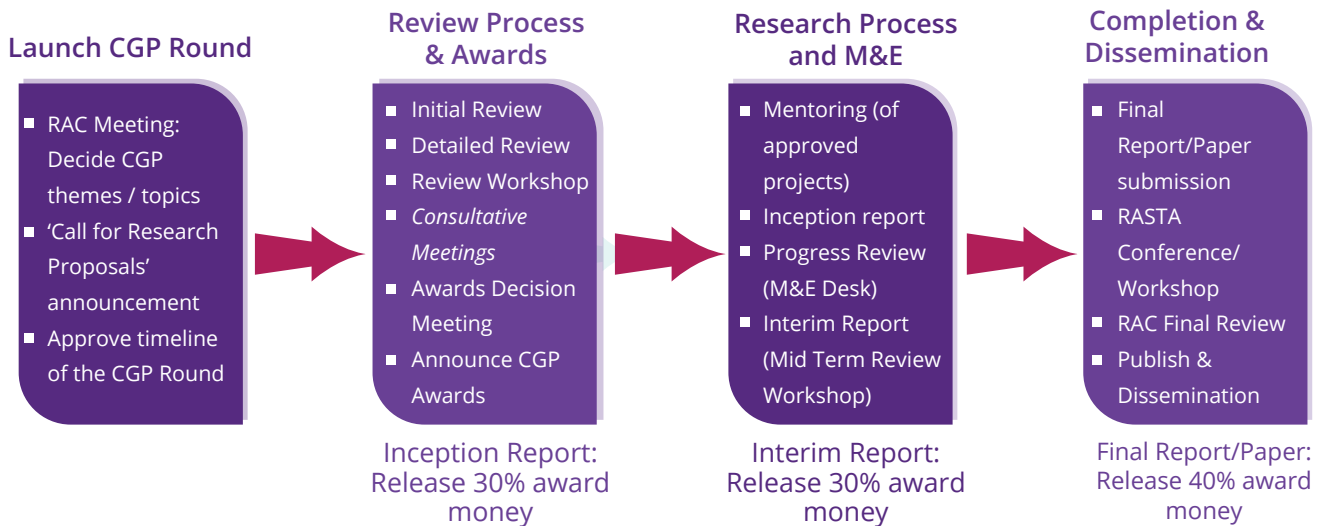 Launch CGP Round
RAC Meeting:
Decide CGP
themes / topics
‘Call for Research
Proposals’
announcement
Approve timeline
of the CGP Round
Review Process
& Awards
Initial Review
Detailed Review
Review Workshop
Consultative
Meetings
Awards Decision
Meeting
Announce CGP
Awards
Inception Report:
Release 30% award
money
Research Process
and M&E
Mentoring (of
approved
projects)
Inception report
Progress Review
(M&E Desk)
Interim Report
(Mid Term Review
Workshop)
Interim Report:
Release 30% award
money
Completion &
Dissemination
Final
Report/Paper
submission
RASTA
Conference/
Workshop
RAC Final Review
Publish &
Dissemination
Final Report/Paper:
Release 40% award
money